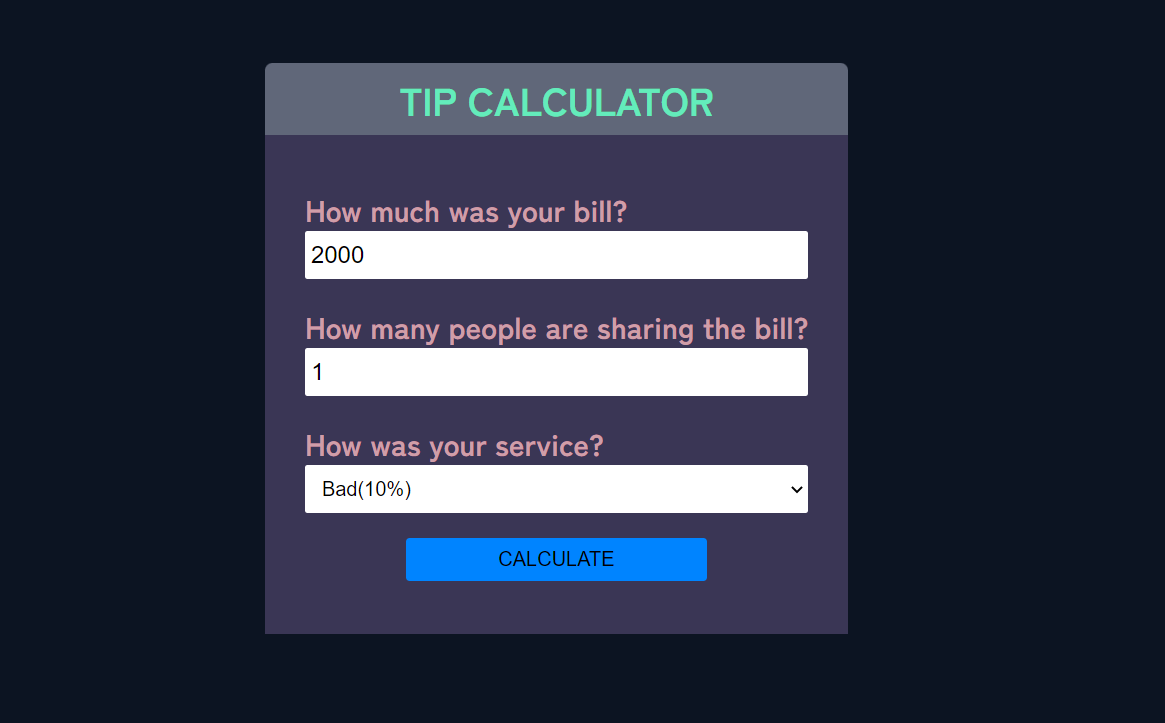 TIP CALCULATOR
How much was your bill?
2000
How many people are sharing the bill?
1
How was your service?
Bad(10%)
CALCULATE